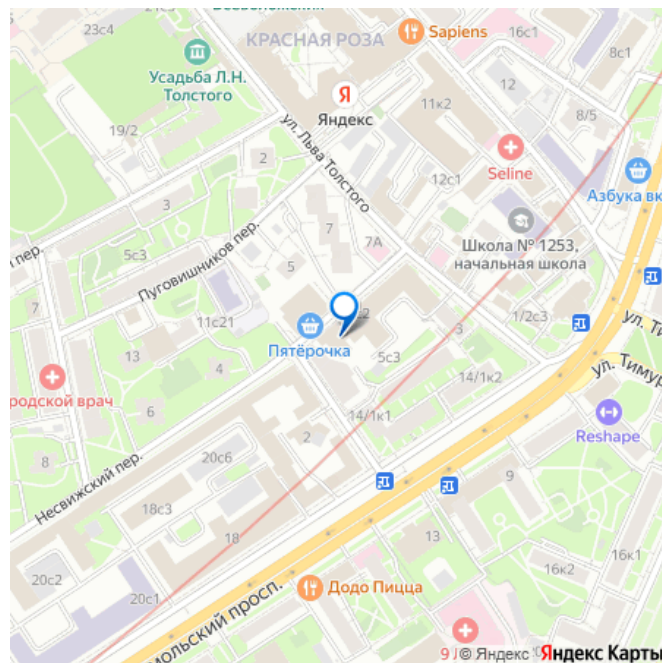 23с4
КРАСНАЯ РОЗА
Sapiens
16с1
8с1
Усадьба Л.Н.
Толстого
Я
Яндекс
12
11к2
8/5
19/2
ул. Льва Толстого
Seline
Азбука вк
2
12с1
3
7
7А
Школа № 1253,
начальная школа
пер.
5с3
Пуговишников пер.
5
7
11с21
Пятёрочка
3
1/2с3
ул. Ти
5с3
ул. Тимур
родской врач
13
6
4
14/1к2
14/1к1
Reshape
8
2
20с6
Несвижский пер.
18с3
9
18
13
16к1
20с2
16к2
20с1
Додо Пицца
мольский просп.
9
© Яндекс
Яндекс Карты